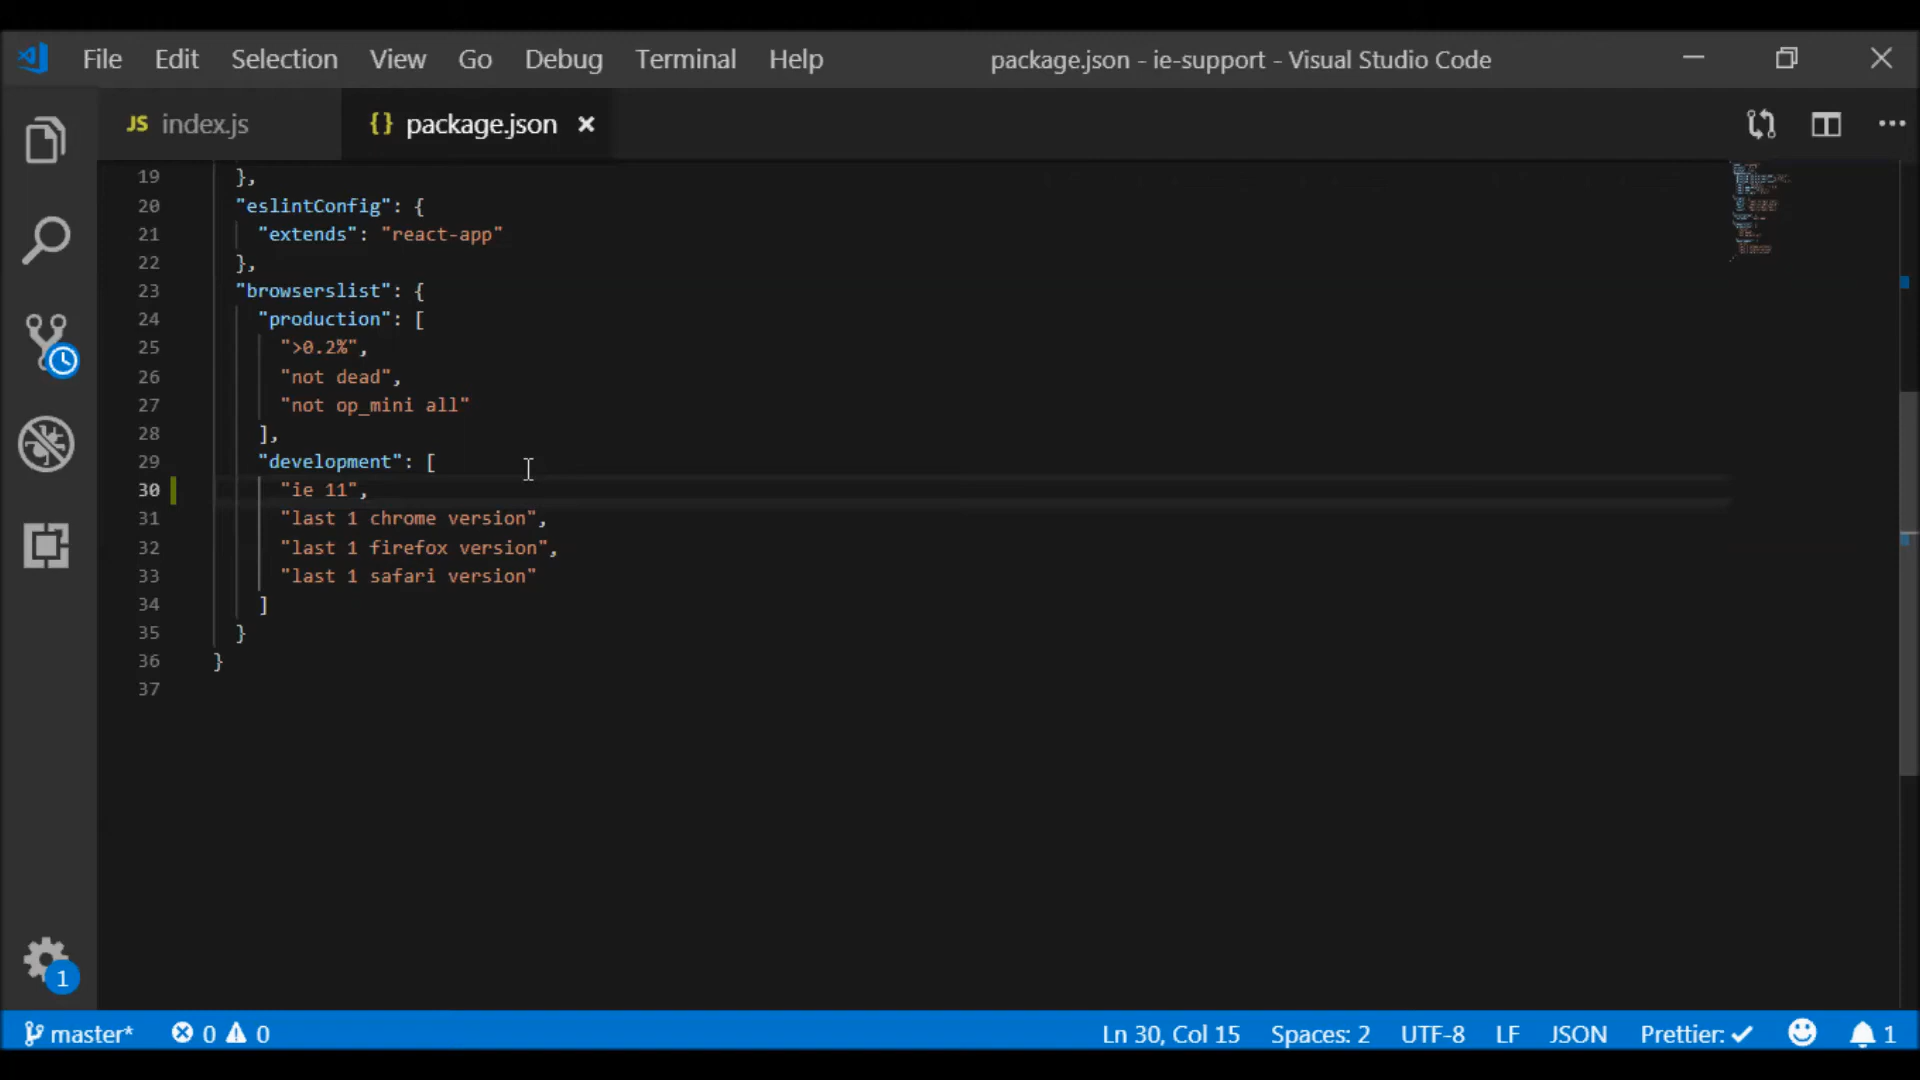 File Edit Selection View Go Debug Terminal Help package.json - ie-support - Visual Studio Code
JS index.js {} package.json
19 },
20 "eslintConfig": {
21 "extends": "react-app"
22 },
23 "browserslist": {
24 "production": [
25 ">0.2%",
26 "not dead",
27 "not op_mini all"
28 ],
29 "development": [
30 "ie 11",
31 "last 1 chrome version",
32 "last 1 firefox version",
33 "last 1 safari version"
34 ]
35 }
36 }
37
1
master* 0 0 Ln 30, Col 15 Spaces: 2 UTF-8 LF JSON Prettier: ✓ 1